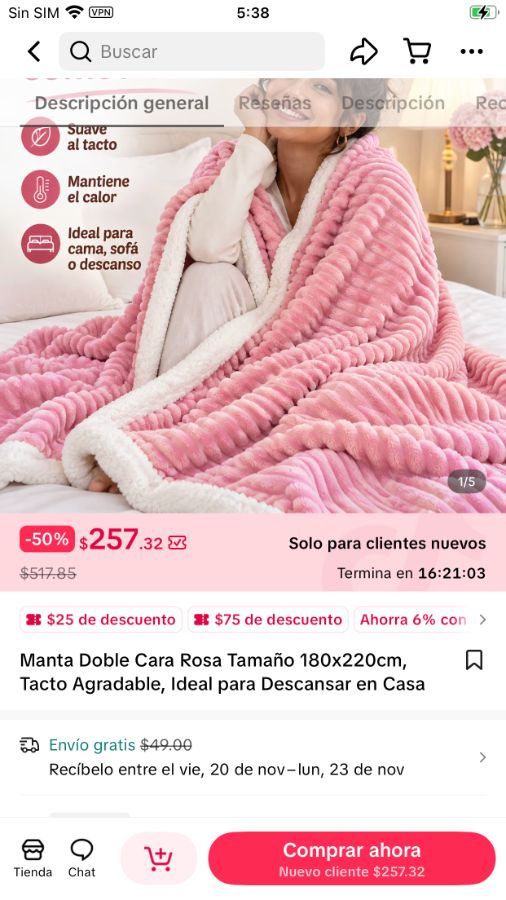 Sin SIM VPN
5:38
Buscar
Descripción general Reseñas Descripción
Suave
al tacto
Mantiene
el calor
Ideal para
cama, sofá
o descanso
1/5
-50% $257.32
Solo para clientes nuevos
$517.85
Termina en 16:21:03
$25 de descuento $75 de descuento Ahorra 6% con
Manta Doble Cara Rosa Tamaño 180x220cm,
Tacto Agradable, Ideal para Descansar en Casa
Envío gratis $49.00
Recíbelo entre el vie, 20 de nov–lun, 23 de nov
Tienda
Chat
Comprar ahora
Nuevo cliente $257.32